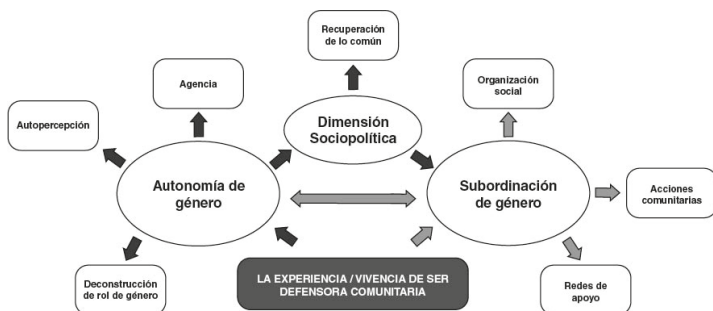 Recuperación
de lo común
Agencia
Organización
social
Autopercepción
Dimensión
Sociopolítica
Autonomía de
género
Subordinación
de género
Acciones
comunitarias
Deconstrucción
de rol de género
LA EXPERIENCIA / VIVENCIA DE SER
DEFENSORA COMUNITARIA
Redes de
apoyo